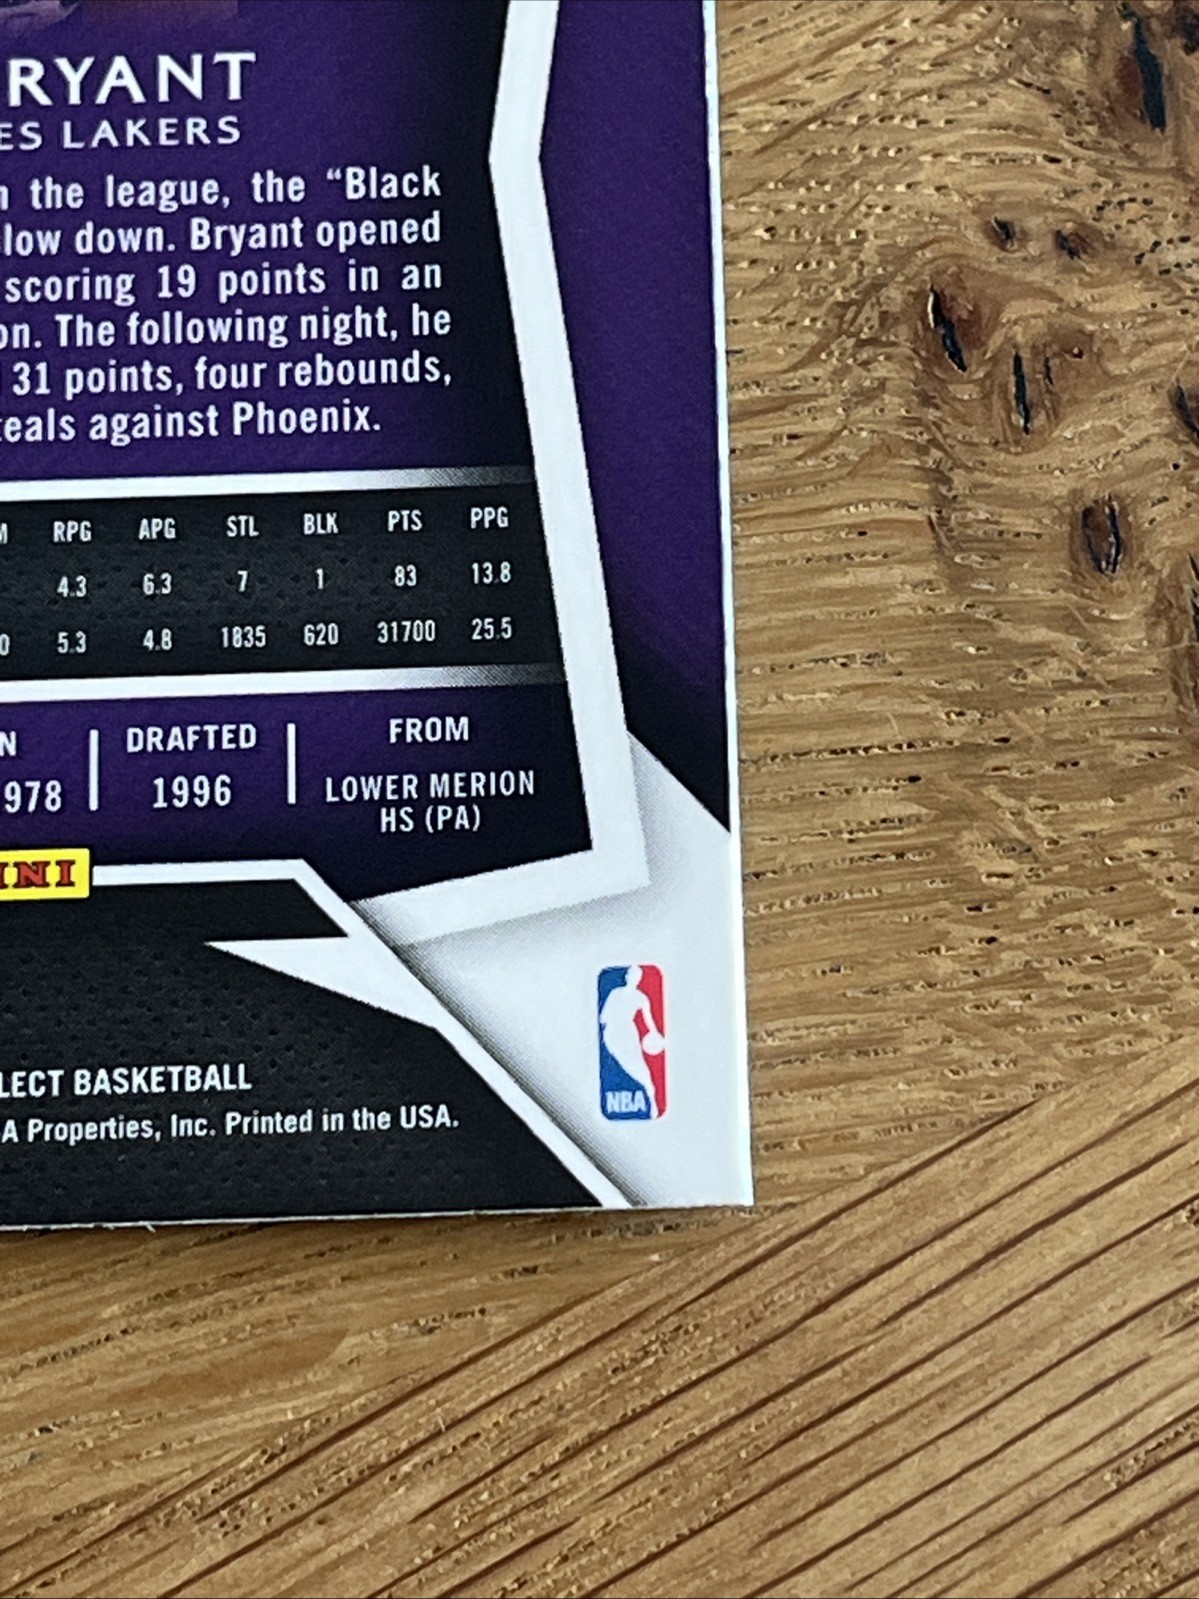 RYANT
ES LAKERS
n the league, the “Black
low down. Bryant opened
scoring 19 points in an
on. The following night, he
31 points, four rebounds,
teals against Phoenix.
M RPG APG STL BLK PTS PPG
4.3 6.3 7 1 83 13.8
0 5.3 4.8 1835 620 31700 25.5
N DRAFTED FROM
978 1996 LOWER MERION
HS (PA)
INI
NBA
LECT BASKETBALL
A Properties, Inc. Printed in the USA.